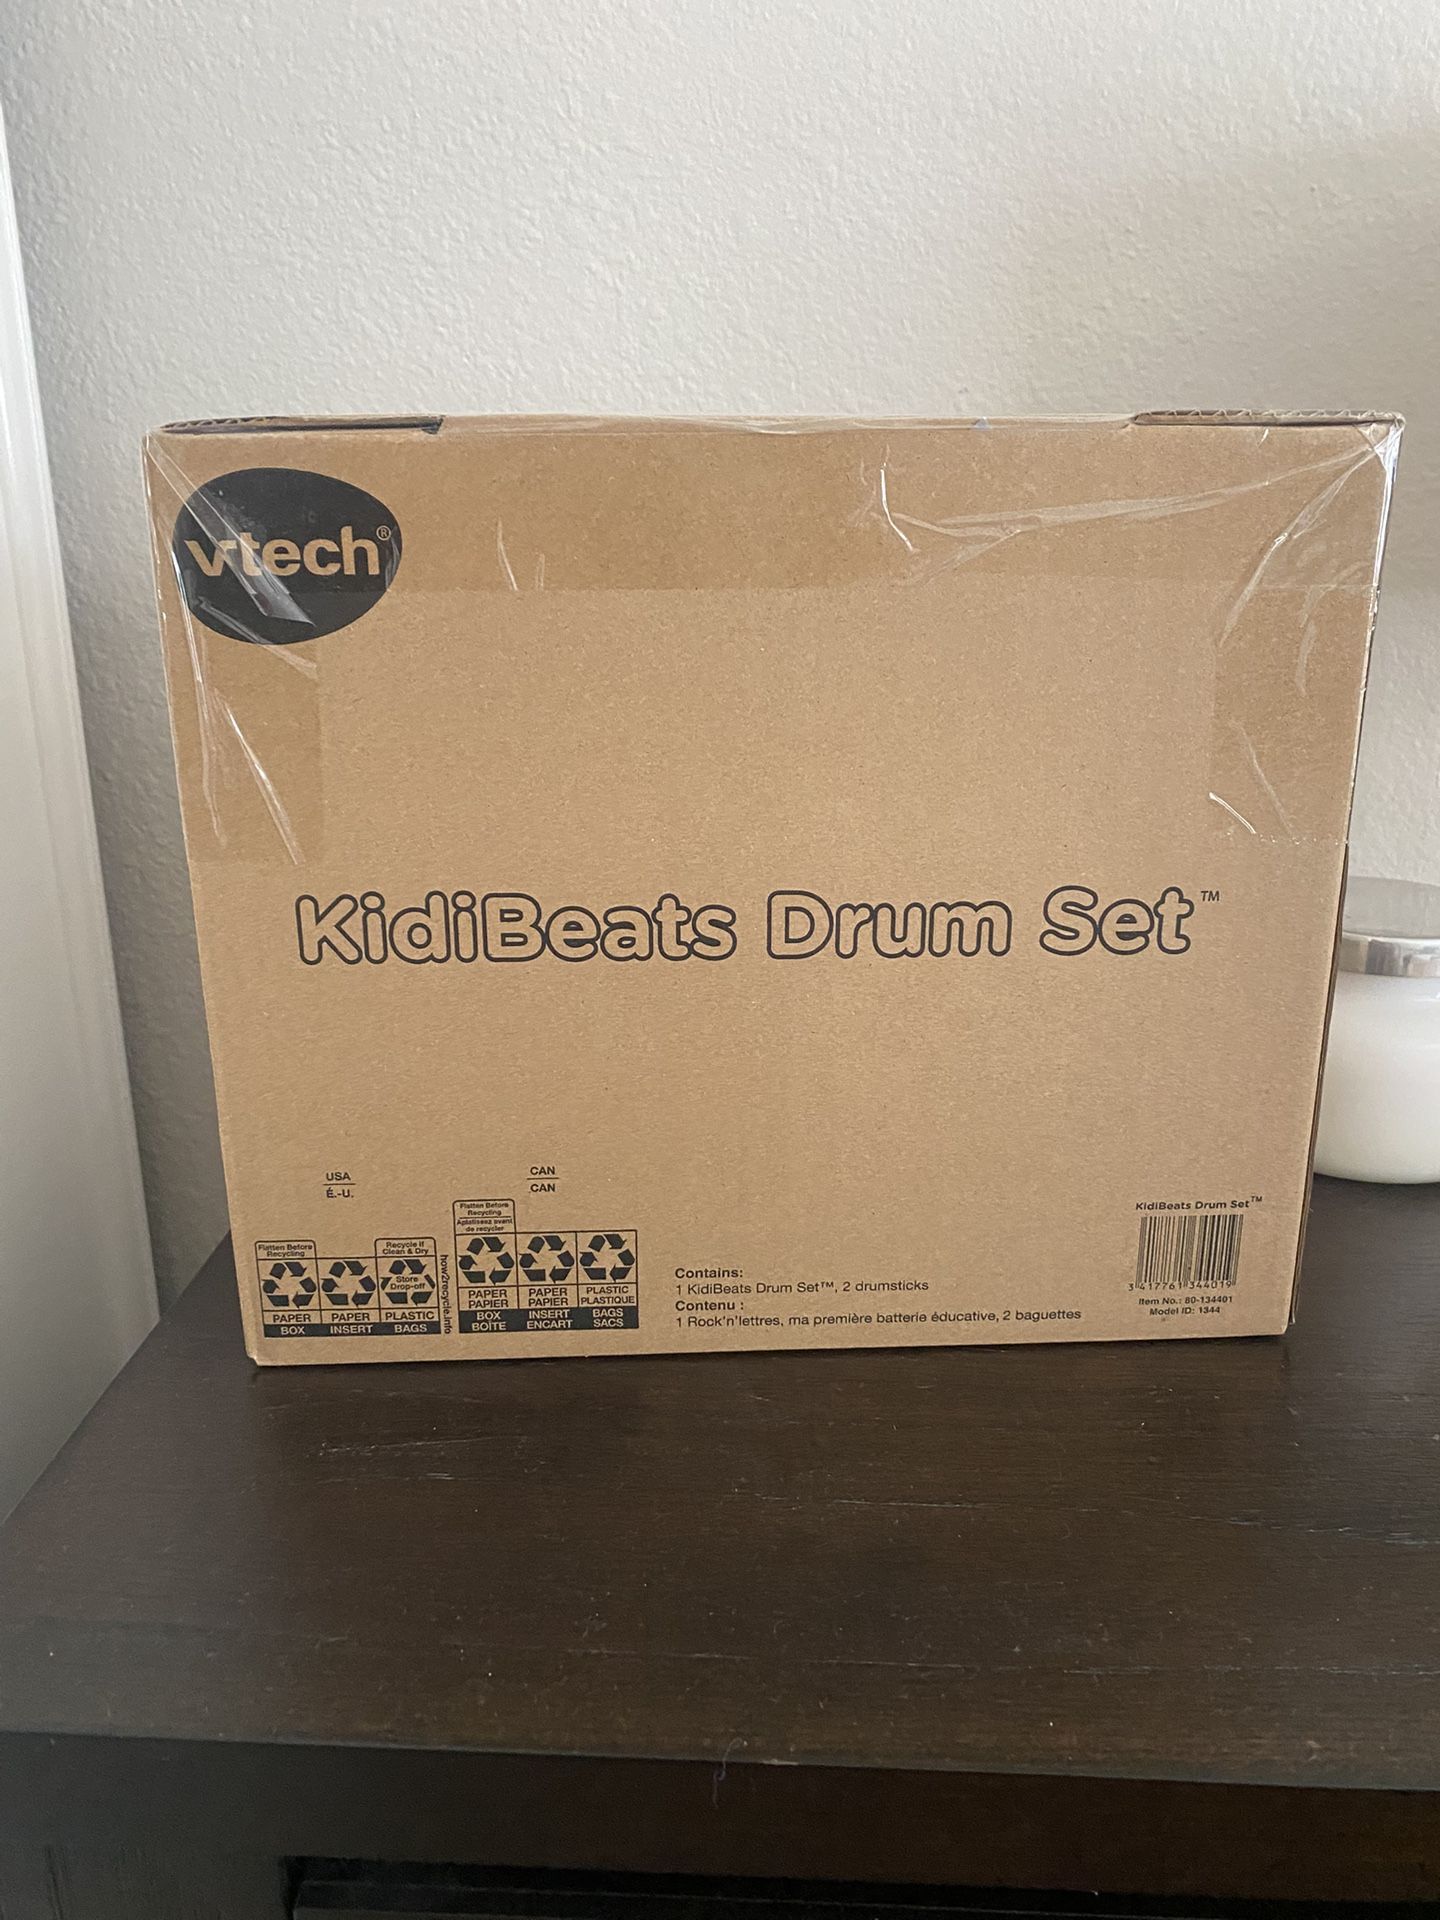 vtech®
KidiBeats Drum Set™
USA
É.-U.
CAN
CAN
Flatten Before
Recycling
Recycle if
Clean & Dry
Store
Drop-off
PAPER
PAPER
PLASTIC
BOX
INSERT
BAGS
how2recycle.info
Flatten Before
Recycling
Aplatissez avant
de recycler
PAPER
PAPIER
PAPER
PAPIER
PLASTIC
PLASTIQUE
BOX
BOÎTE
INSERT
ENCART
BAGS
SACS
Contains:
1 KidiBeats Drum Set™, 2 drumsticks
Contenu :
1 Rock'n'lettres, ma première batterie éducative, 2 baguettes
KidiBeats Drum Set™
3 417761 344019
Item No.: 80-134401
Model ID: 1344